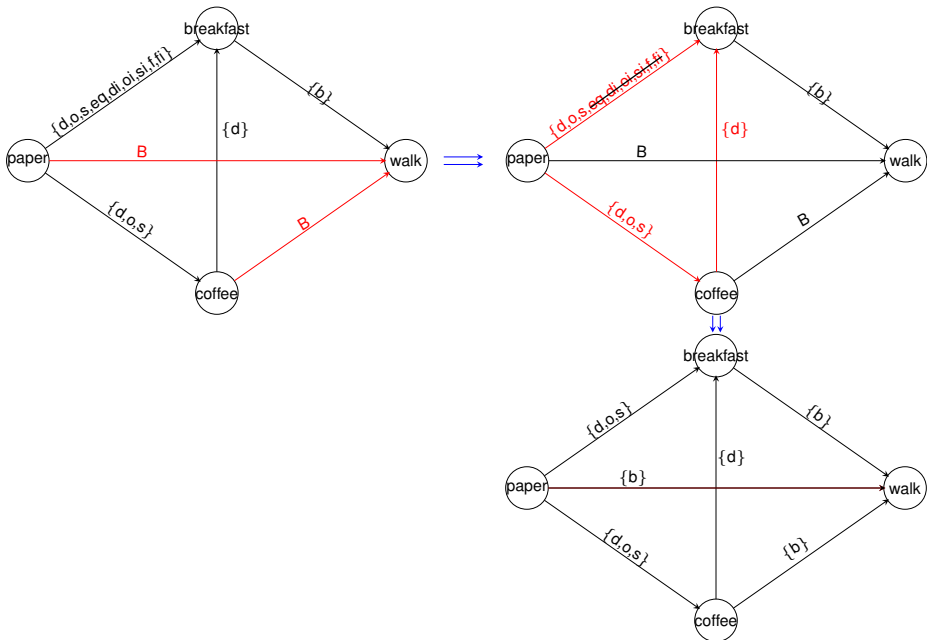 breakfast
{d,o,s,eq,di,oi,si,f,fi}
{b}
{d}
paper
B
walk
{d,o,s}
B
coffee
breakfast
{d,o,s,eq,di,oi,si,f,fi}
{b}
{d}
paper
B
walk
{d,o,s}
B
coffee
breakfast
{d,o,s}
{b}
{d}
paper
{b}
walk
{d,o,s}
{b}
coffee